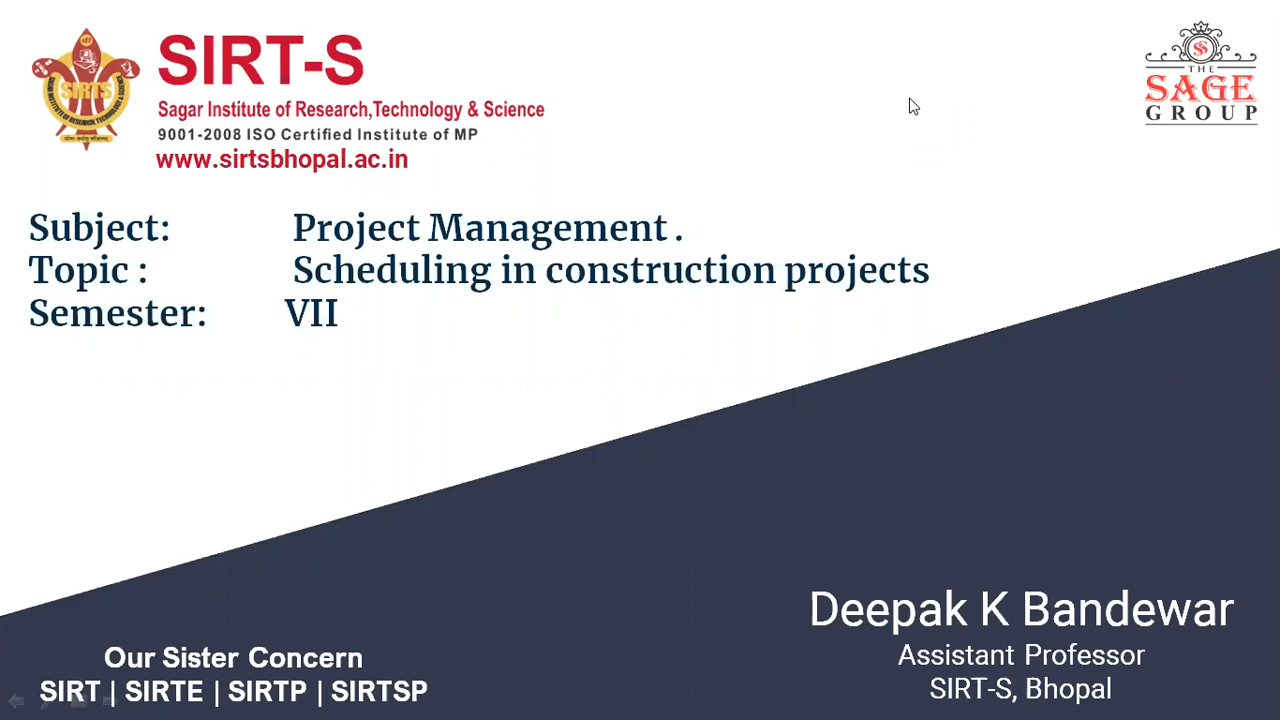 SIRT-S
Sagar Institute of Research,Technology & Science
9001-2008 ISO Certified Institute of MP
www.sirtsbhopal.ac.in
SIRTS
THE
SAGE
GROUP
Subject: Project Management .
Topic : Scheduling in construction projects
Semester: VII
Deepak K Bandewar
Assistant Professor
SIRT-S, Bhopal
Our Sister Concern
SIRT | SIRTE | SIRTP | SIRTSP